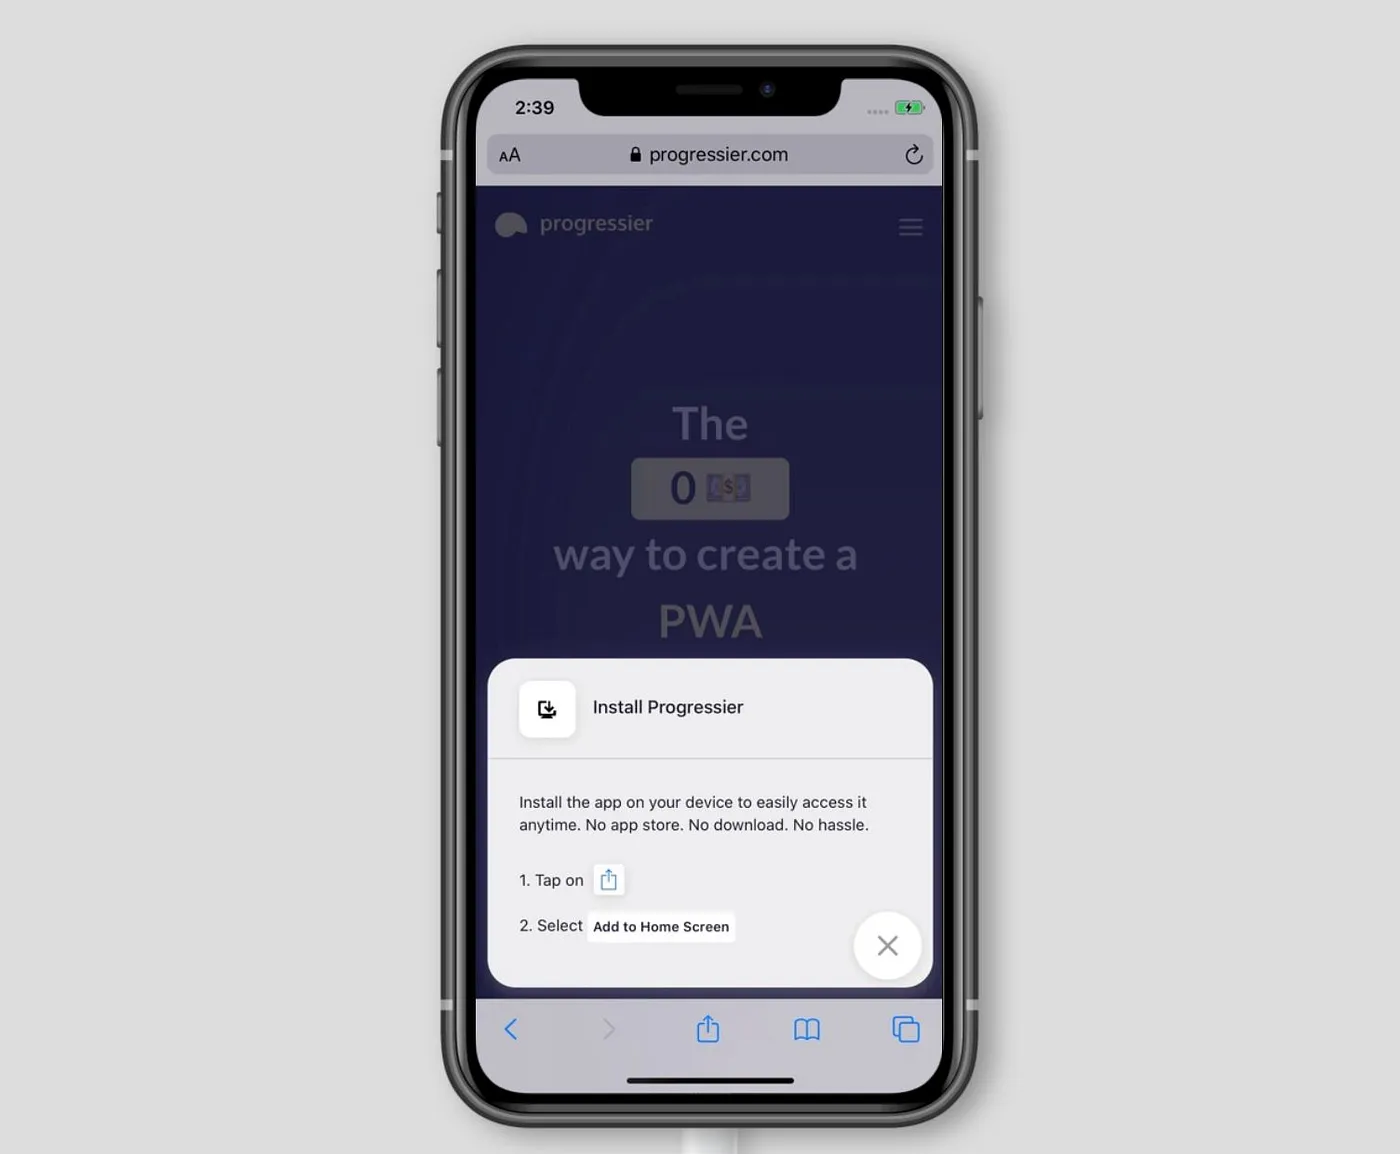 2:39
AA progressier.com
progressier
The
0
way to create a
PWA
Install Progressier
Install the app on your device to easily access it
anytime. No app store. No download. No hassle.
1. Tap on
2. Select Add to Home Screen